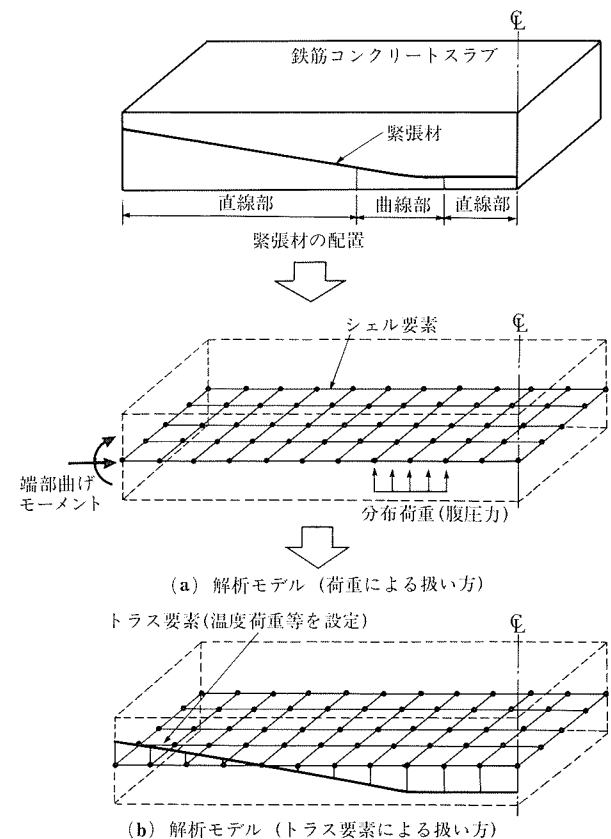 ℄
鉄筋コンクリートスラブ
緊張材
直線部
曲線部
直線部
緊張材の配置
シェル要素
℄
端部曲げ
モーメント
分布荷重(腹圧力)
(a) 解析モデル (荷重による扱い方)
トラス要素(温度荷重等を設定)
℄
(b) 解析モデル (トラス要素による扱い方)